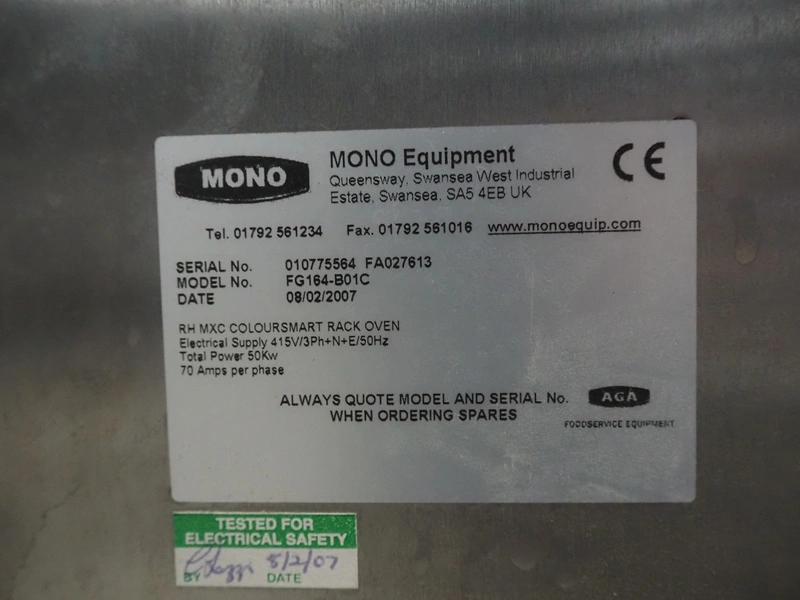 MONO
MONO Equipment
Queensway, Swansea West Industrial
Estate, Swansea, SA5 4EB UK
CE
Tel. 01792 561234 Fax. 01792 561016 www.monoequip.com
SERIAL No. 010775564 FA027613
MODEL No. FG164-B01C
DATE 08/02/2007
RH MXC COLOURSMART RACK OVEN
Electrical Supply 415V/3Ph+N+E/50Hz
Total Power 50Kw
70 Amps per phase
ALWAYS QUOTE MODEL AND SERIAL No.
WHEN ORDERING SPARES
AGA
FOODSERVICE EQUIPMENT
TESTED FOR
ELECTRICAL SAFETY
8/2/07
BY DATE